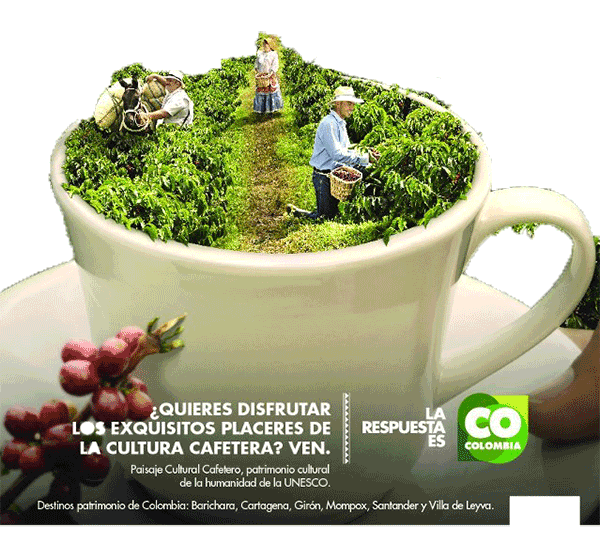 ¿QUIERES DISFRUTAR
LOS EXQUISITOS PLACERES DE
LA CULTURA CAFETERA? VEN.
Paisaje Cultural Cafetero, patrimonio cultural
de la humanidad de la UNESCO.
LA
RESPUESTA
ES
CO
COLOMBIA
Destinos patrimonio de Colombia: Barichara, Cartagena, Girón, Mompox, Santander y Villa de Leyva.